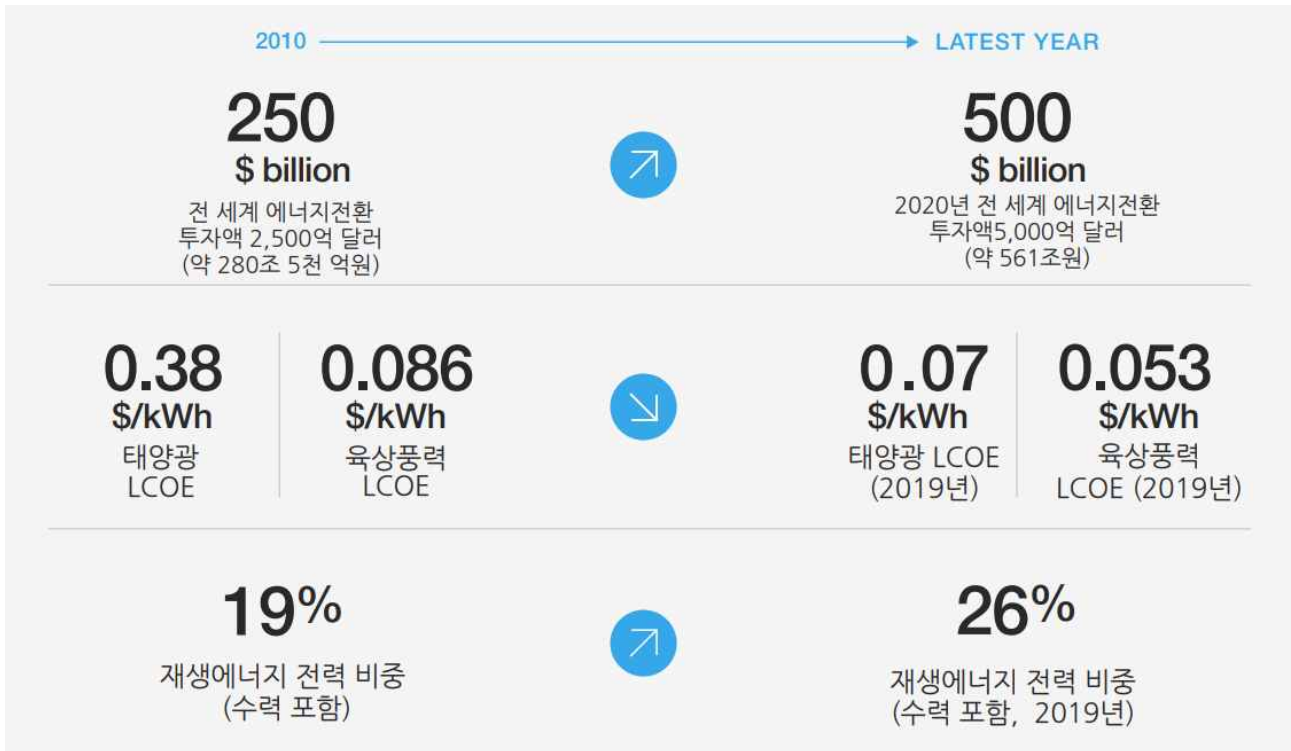 2010
LATEST YEAR
250
$ billion
전 세계 에너지전환
투자액 2,500억 달러
(약 280조 5천 억원)
500
$ billion
2020년 전 세계 에너지전환
투자액5,000억 달러
(약 561조원)
0.38
$/kWh
태양광
LCOE
0.086
$/kWh
육상풍력
LCOE
0.07
$/kWh
태양광 LCOE
(2019년)
0.053
$/kWh
육상풍력
LCOE (2019년)
19%
재생에너지 전력 비중
(수력 포함)
26%
재생에너지 전력 비중
(수력 포함, 2019년)